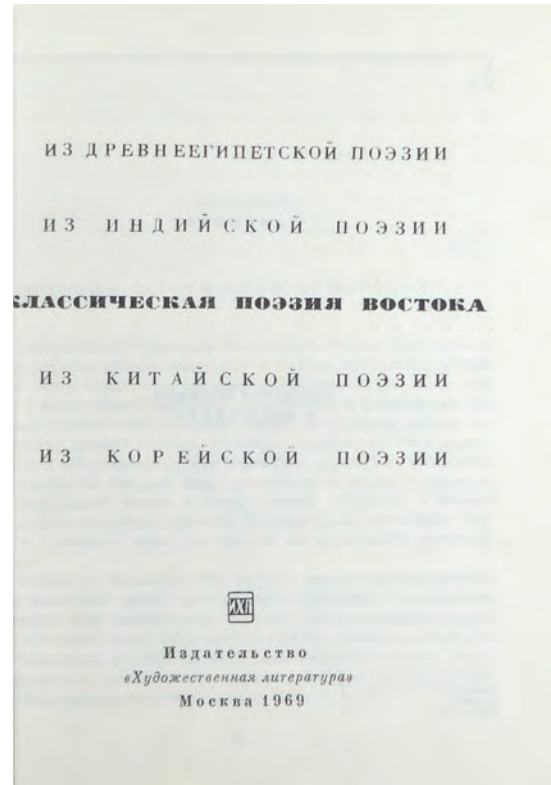 ИЗ ДРЕВНЕЕГИПЕТСКОЙ ПОЭЗИИ
ИЗ ИНДИЙСКОЙ ПОЭЗИИ
КЛАССИЧЕСКАЯ ПОЭЗИЯ ВОСТОКА
ИЗ КИТАЙСКОЙ ПОЭЗИИ
ИЗ КОРЕЙСКОЙ ПОЭЗИИ
ИХЛ
Издательство
«Художественная литература»
Москва 1969